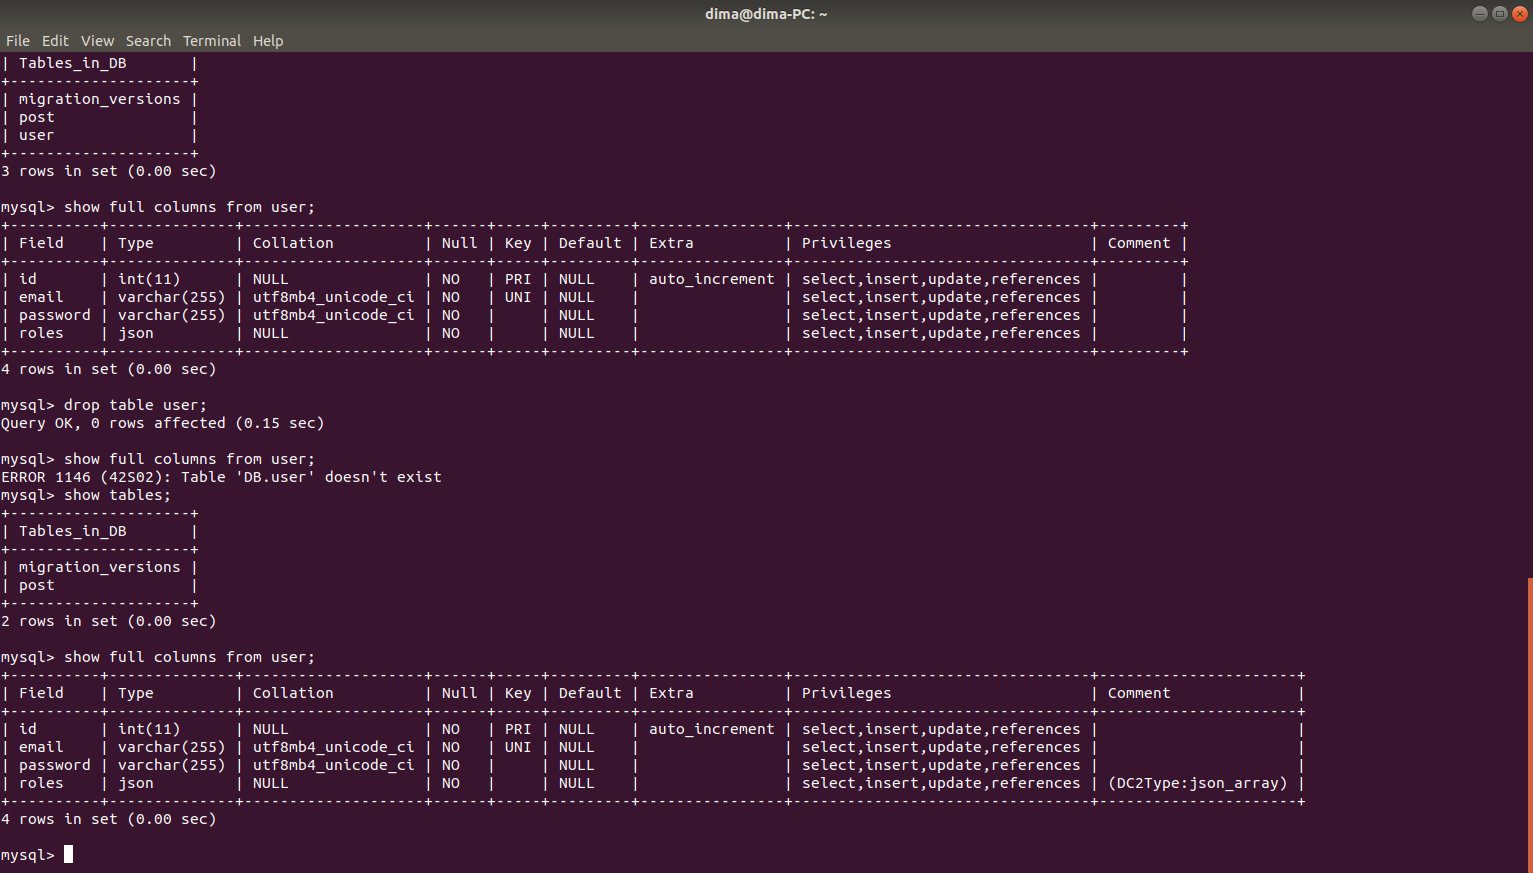 dima@dima-PC: ~
File Edit View Search Terminal Help
| Tables_in_DB       |
+--------------------+
| migration_versions |
| post               |
| user               |
+--------------------+
3 rows in set (0.00 sec)

mysql> show full columns from user;
+----------+--------------+--------------------+------+-----+---------+----------------+---------------------------------+---------+
| Field    | Type         | Collation          | Null | Key | Default | Extra          | Privileges                      | Comment |
+----------+--------------+--------------------+------+-----+---------+----------------+---------------------------------+---------+
| id       | int(11)      | NULL               | NO   | PRI | NULL    | auto_increment | select,insert,update,references |         |
| email    | varchar(255) | utf8mb4_unicode_ci | NO   | UNI | NULL    |                | select,insert,update,references |         |
| password | varchar(255) | utf8mb4_unicode_ci | NO   |     | NULL    |                | select,insert,update,references |         |
| roles    | json         | NULL               | NO   |     | NULL    |                | select,insert,update,references |         |
+----------+--------------+--------------------+------+-----+---------+----------------+---------------------------------+---------+
4 rows in set (0.00 sec)

mysql> drop table user;
Query OK, 0 rows affected (0.15 sec)

mysql> show full columns from user;
ERROR 1146 (42S02): Table 'DB.user' doesn't exist
mysql> show tables;
+--------------------+
| Tables_in_DB       |
+--------------------+
| migration_versions |
| post               |
+--------------------+
2 rows in set (0.00 sec)

mysql> show full columns from user;
+----------+--------------+--------------------+------+-----+---------+----------------+---------------------------------+----------------------+
| Field    | Type         | Collation          | Null | Key | Default | Extra          | Privileges                      | Comment              |
+----------+--------------+--------------------+------+-----+---------+----------------+---------------------------------+----------------------+
| id       | int(11)      | NULL               | NO   | PRI | NULL    | auto_increment | select,insert,update,references |                      |
| email    | varchar(255) | utf8mb4_unicode_ci | NO   | UNI | NULL    |                | select,insert,update,references |                      |
| password | varchar(255) | utf8mb4_unicode_ci | NO   |     | NULL    |                | select,insert,update,references |                      |
| roles    | json         | NULL               | NO   |     | NULL    |                | select,insert,update,references | (DC2Type:json_array) |
+----------+--------------+--------------------+------+-----+---------+----------------+---------------------------------+----------------------+
4 rows in set (0.00 sec)

mysql>